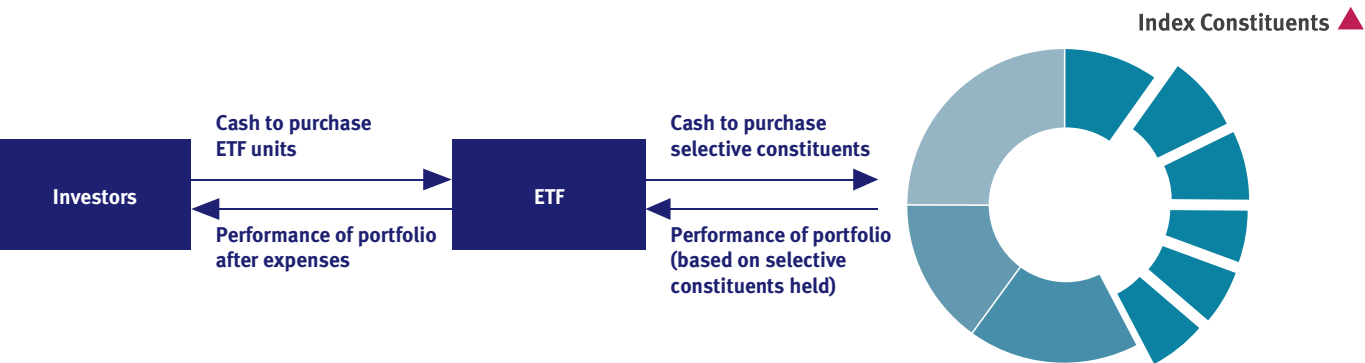 Index Constituents
Cash to purchase
ETF units
Cash to purchase
selective constituents
Investors
ETF
Performance of portfolio
after expenses
Performance of portfolio
(based on selective
constituents held)